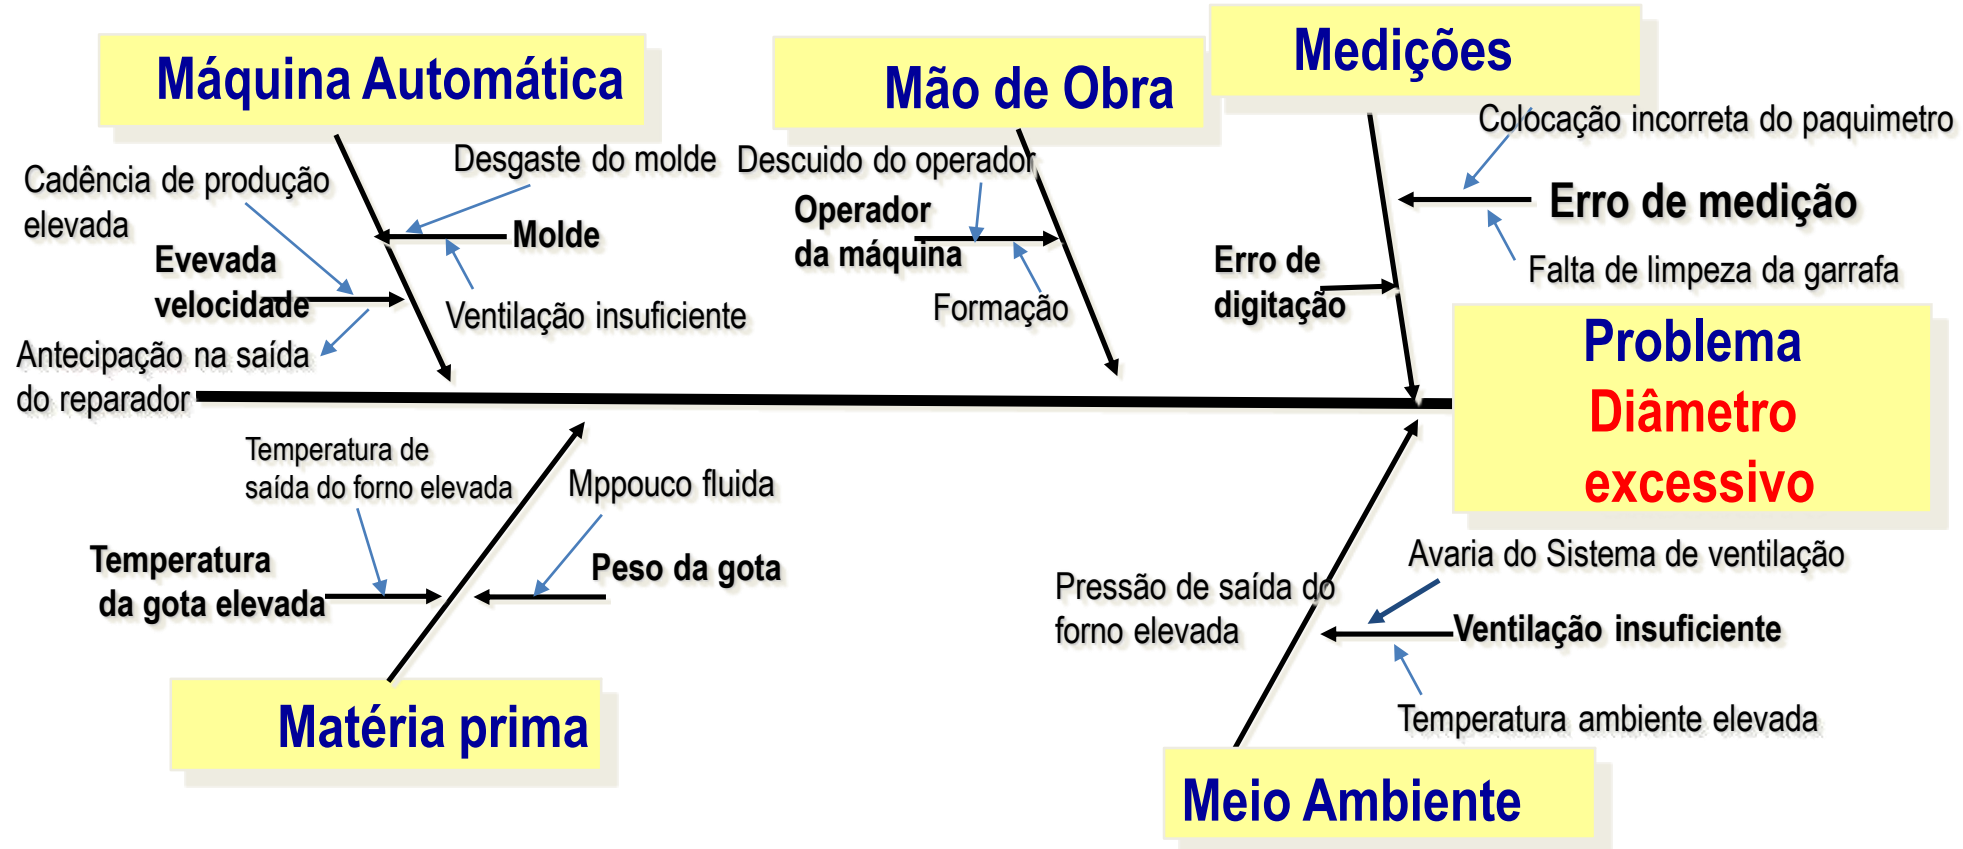 Máquina Automática
Mão de Obra
Medições
Colocação incorreta do paquimetro
Desgaste do molde
Descuido do operador
Cadência de produção
elevada
Molde
Operador
da máquina
Erro de medição
Evevada
velocidade
Erro de
digitação
Falta de limpeza da garrafa
Ventilação insuficiente
Formação
Antecipação na saída
do reparador
Problema
Diâmetro
excessivo
Temperatura de
saída do forno elevada
Mppouco fluida
Temperatura
da gota elevada
Peso da gota
Pressão de saída do
forno elevada
Avaria do Sistema de ventilação
Ventilação insuficiente
Temperatura ambiente elevada
Matéria prima
Meio Ambiente